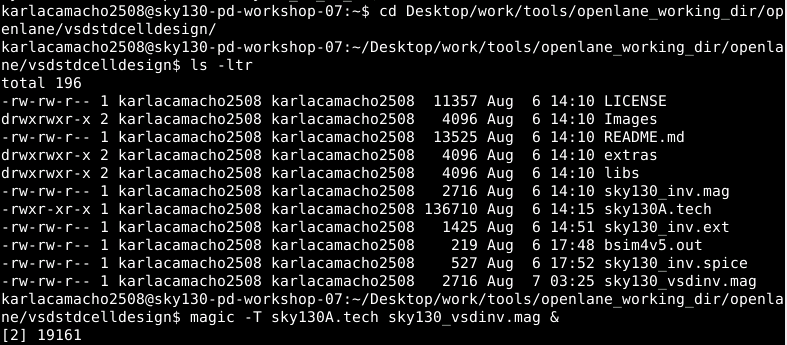 karlacamacho2508@sky130-pd-workshop-07:~$ cd Desktop/work/tools/openlane_working_dir/op
enlane/vsdstdcelldesign/
karlacamacho2508@sky130-pd-workshop-07:~/Desktop/work/tools/openlane_working_dir/openla
ne/vsdstdcelldesign$ ls -ltr
total 196
-rw-rw-r-- 1 karlacamacho2508 karlacamacho2508  11357 Aug  6 14:10 LICENSE
drwxrwxr-x 2 karlacamacho2508 karlacamacho2508   4096 Aug  6 14:10 Images
-rw-rw-r-- 1 karlacamacho2508 karlacamacho2508  13525 Aug  6 14:10 README.md
drwxrwxr-x 2 karlacamacho2508 karlacamacho2508   4096 Aug  6 14:10 extras
drwxrwxr-x 2 karlacamacho2508 karlacamacho2508   4096 Aug  6 14:10 libs
-rw-rw-r-- 1 karlacamacho2508 karlacamacho2508   2716 Aug  6 14:10 sky130_inv.mag
-rwxr-xr-x 1 karlacamacho2508 karlacamacho2508 136710 Aug  6 14:15 sky130A.tech
-rw-rw-r-- 1 karlacamacho2508 karlacamacho2508   1425 Aug  6 14:51 sky130_inv.ext
-rw-rw-r-- 1 karlacamacho2508 karlacamacho2508    219 Aug  6 17:48 bsim4v5.out
-rw-rw-r-- 1 karlacamacho2508 karlacamacho2508    527 Aug  6 17:52 sky130_inv.spice
-rw-rw-r-- 1 karlacamacho2508 karlacamacho2508   2716 Aug  7 03:25 sky130_vsdinv.mag
karlacamacho2508@sky130-pd-workshop-07:~/Desktop/work/tools/openlane_working_dir/openla
ne/vsdstdcelldesign$ magic -T sky130A.tech sky130_vsdinv.mag &
[2] 19161